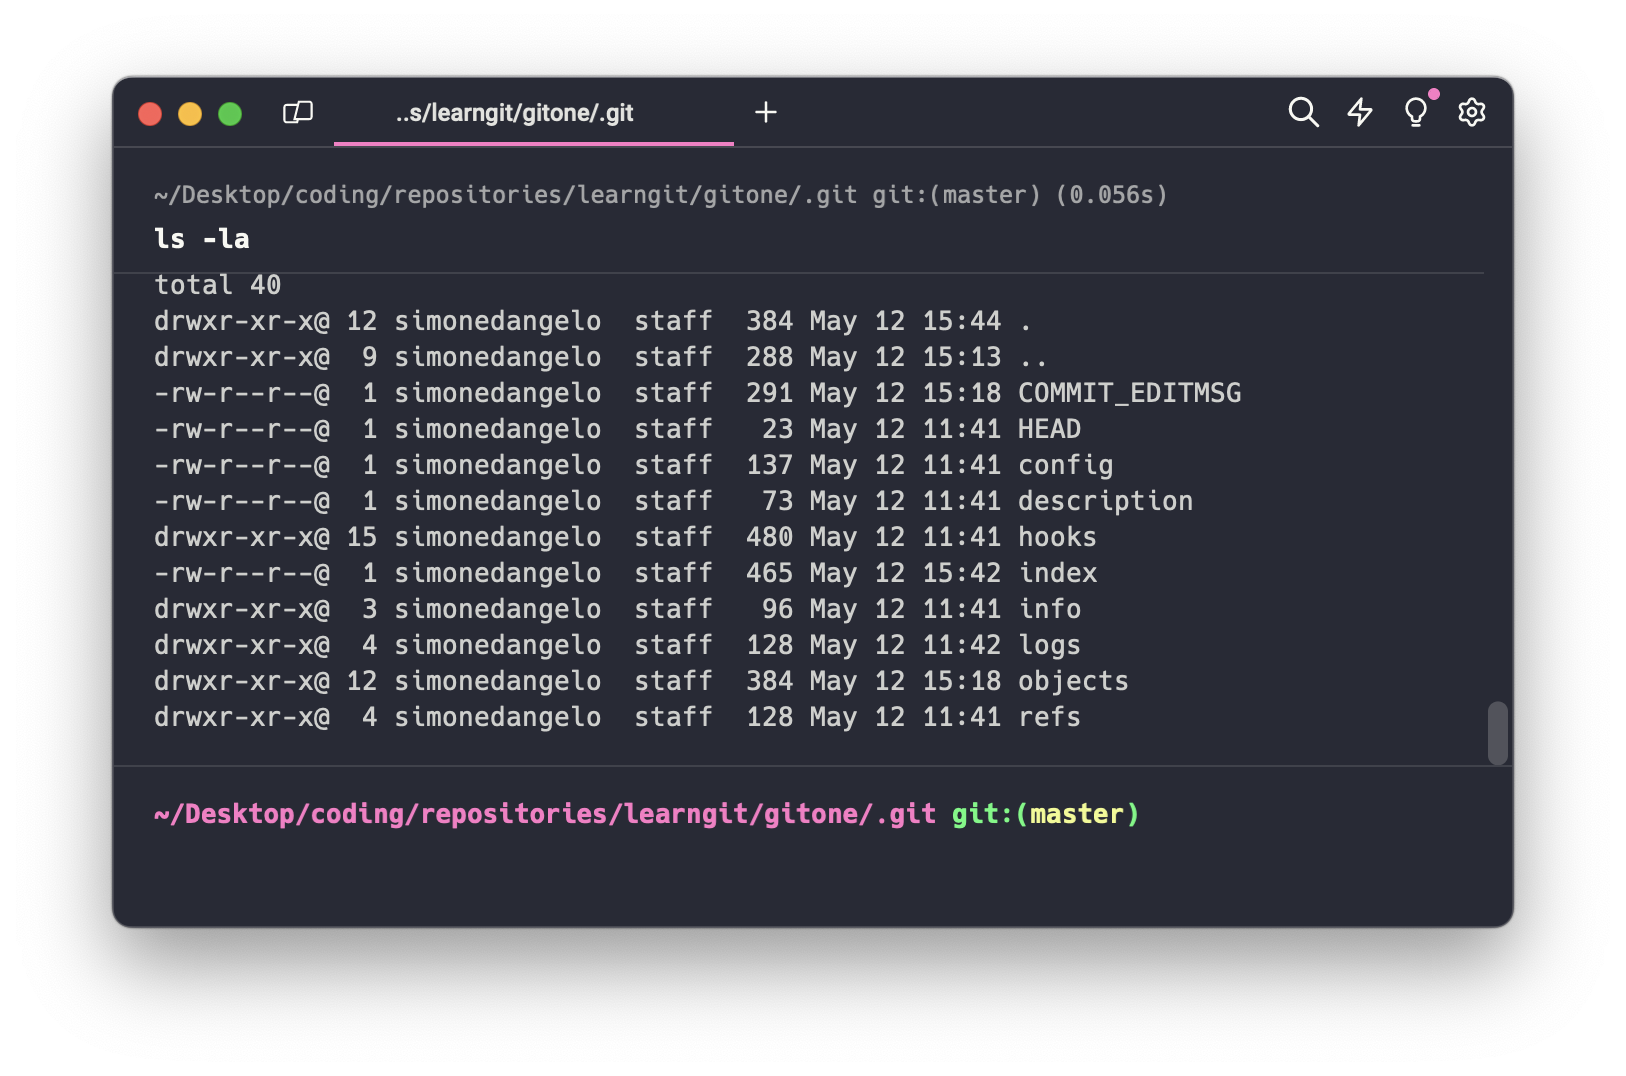 ..s/learngit/gitone/.git
~/Desktop/coding/repositories/learngit/gitone/.git git:(master) (0.056s)
ls -la
total 40
drwxr-xr-x@ 12 simonedangelo  staff  384 May 12 15:44 .
drwxr-xr-x@  9 simonedangelo  staff  288 May 12 15:13 ..
-rw-r--r--@  1 simonedangelo  staff  291 May 12 15:18 COMMIT_EDITMSG
-rw-r--r--@  1 simonedangelo  staff   23 May 12 11:41 HEAD
-rw-r--r--@  1 simonedangelo  staff  137 May 12 11:41 config
-rw-r--r--@  1 simonedangelo  staff   73 May 12 11:41 description
drwxr-xr-x@ 15 simonedangelo  staff  480 May 12 11:41 hooks
-rw-r--r--@  1 simonedangelo  staff  465 May 12 15:42 index
drwxr-xr-x@  3 simonedangelo  staff   96 May 12 11:41 info
drwxr-xr-x@  4 simonedangelo  staff  128 May 12 11:42 logs
drwxr-xr-x@ 12 simonedangelo  staff  384 May 12 15:18 objects
drwxr-xr-x@  4 simonedangelo  staff  128 May 12 11:41 refs
~/Desktop/coding/repositories/learngit/gitone/.git git:(master)